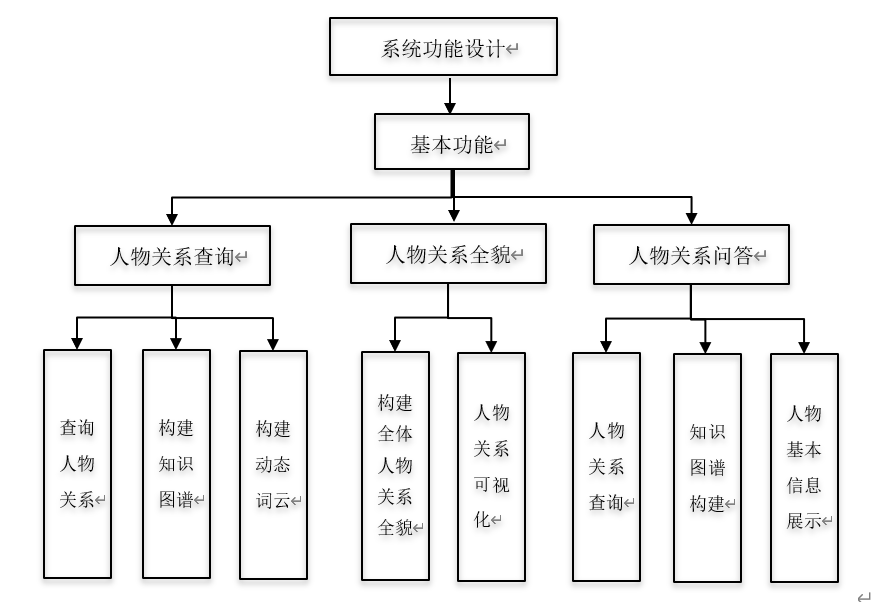 系统功能设计
基本功能
人物关系查询
人物关系全貌
人物关系问答
查询
人物
关系
构建
知识
图谱
构建
动态
词云
构建
全体
人物
关系
全貌
人物
关系
可视
化
人物
关系
查询
知识
图谱
构建
人物
基本
信息
展示